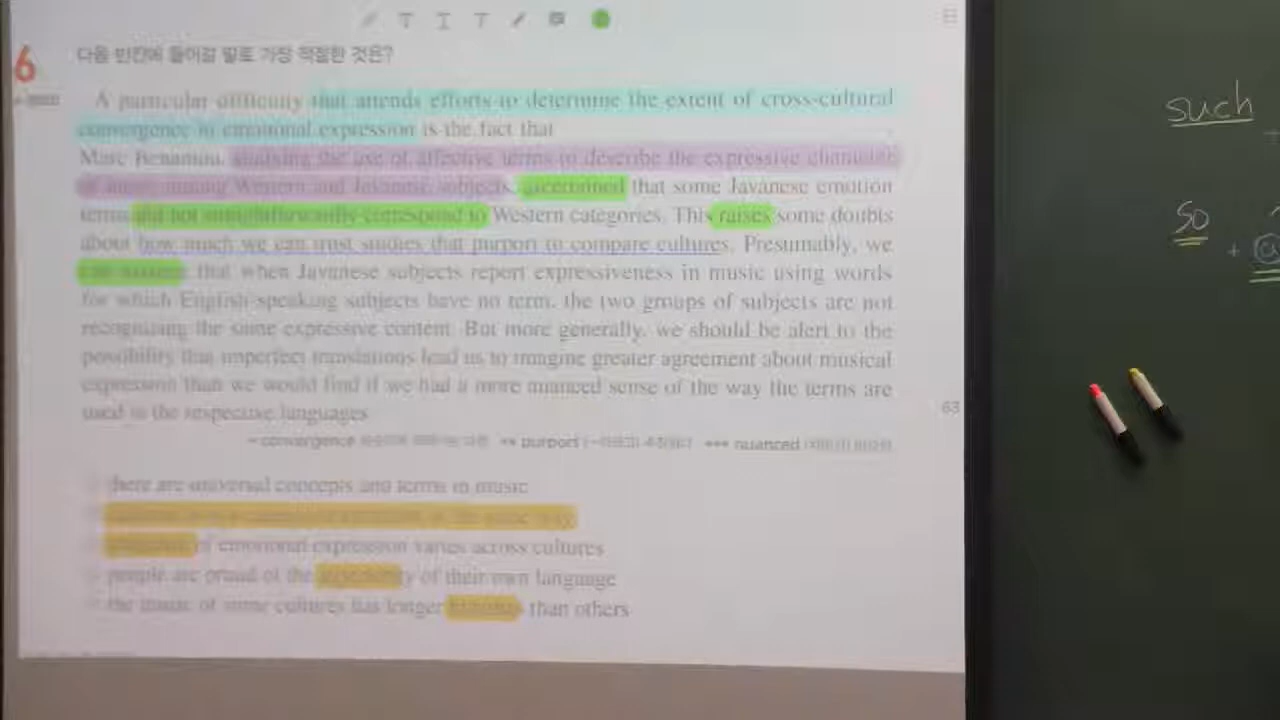 6
다음 빈칸에 들어갈 말로 가장 적절한 것은?
A particular difficulty that attends efforts to determine the extent of cross-cultural
convergence in emotional expression is the fact that
Marc Benamou, studying the use of affective terms to describe the expressive character
of music among Western and Javanese subjects, ascertained that some Javanese emotion
terms did not straightforwardly correspond to Western categories. This raises some doubts
about how much we can trust studies that purport to compare cultures. Presumably, we
can assume that when Javanese subjects report expressiveness in music using words
for which English-speaking subjects have no term, the two groups of subjects are not
recognizing the same expressive content. But more generally, we should be alert to the
possibility that imperfect translations lead us to imagine greater agreement about musical
expression than we would find if we had a more nuanced sense of the way the terms are
used in the respective languages
63
convergence ** purport *** nuanced
there are universal concepts and terms in music
of emotional expression varies across cultures
people are proud of the of their own language
the music of some cultures has longer than others
such
so
+